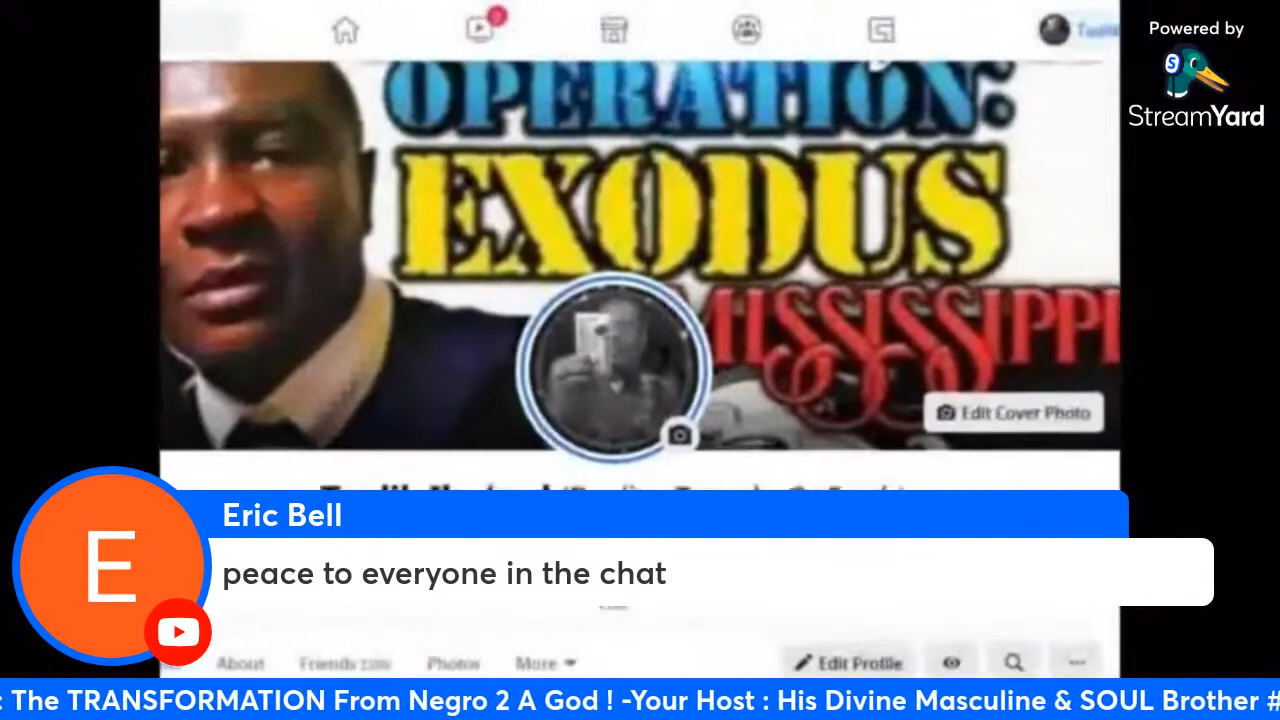 Powered by
StreamYard
OPERATION:
EXODUS
MISSISSIPPI
Edit Cover Photo
Eric Bell
E
peace to everyone in the chat
About Friends Photos More
Edit Profile
: The TRANSFORMATION From Negro 2 A God ! -Your Host : His Divine Masculine & SOUL Brother #